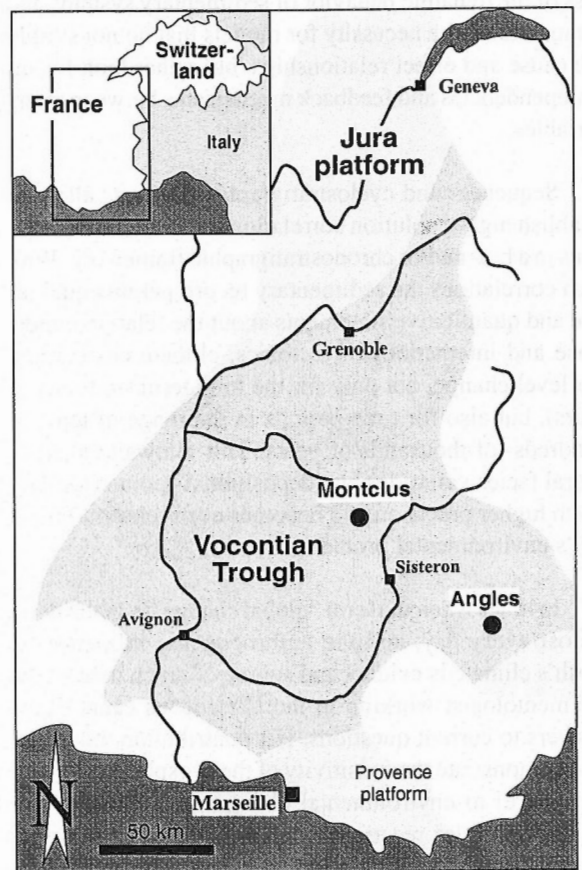 Switzer-
land
France
Italy
Geneva
Jura
platform
Grenoble
Montclus
Vocontian
Trough
Sisteron
Angles
Avignon
Provence
platform
Marseille
N
50 km